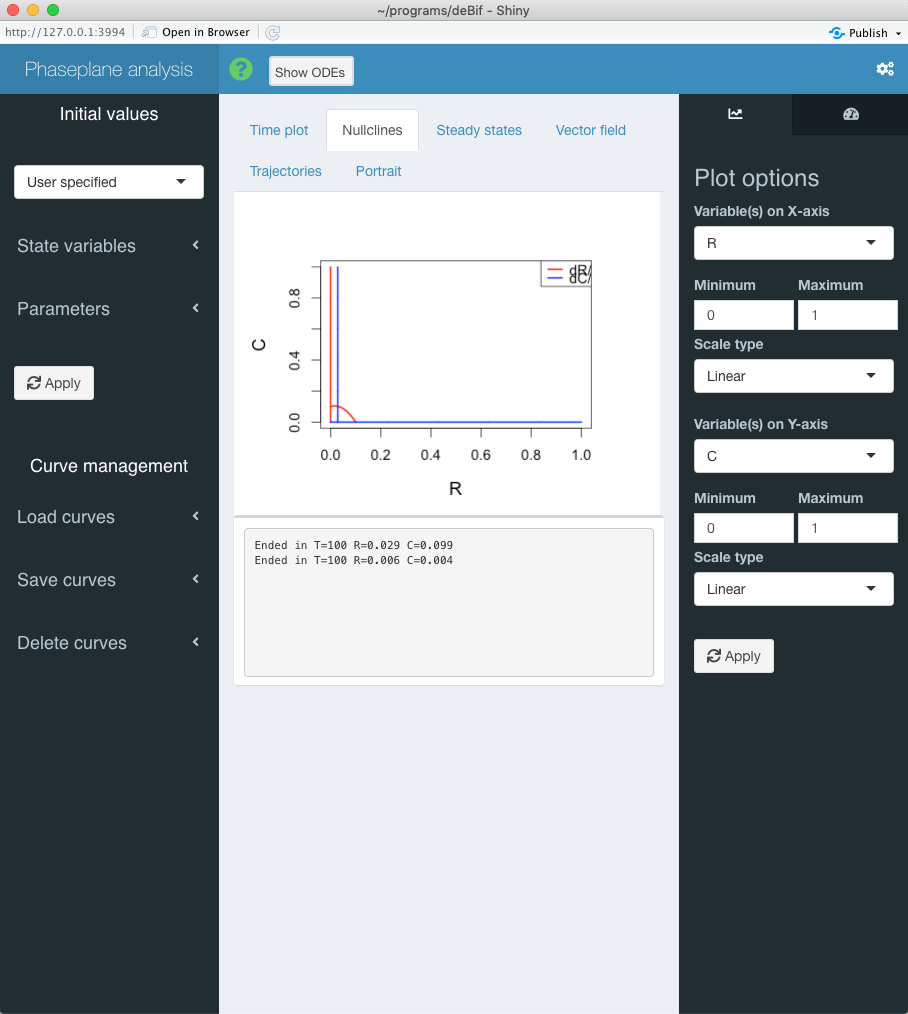 ~/programs/deBif - Shiny
http://127.0.0.1:3994
Open in Browser
Publish
Phaseplane analysis
Show ODEs
Initial values
User specified
State variables
Parameters
Apply
Curve management
Load curves
Save curves
Delete curves
Time plot
Nullclines
Steady states
Vector field
Trajectories
Portrait
dR/
dC/
0.8
0.4
0.0
C
0.0 0.2 0.4 0.6 0.8 1.0
R
Ended in T=100 R=0.029 C=0.099
Ended in T=100 R=0.006 C=0.004
Plot options
Variable(s) on X-axis
R
Minimum Maximum
0 1
Scale type
Linear
Variable(s) on Y-axis
C
Minimum Maximum
0 1
Scale type
Linear
Apply